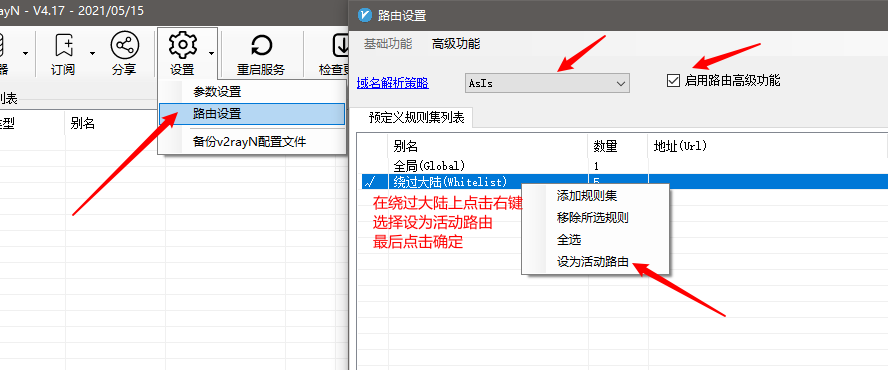 ayN - V4.17 - 2021/05/15
器
订阅
分享
设置
重启服务
检查更
参数设置
路由设置
备份v2rayN配置文件
列表
类型
别名
路由设置
基础功能
高级功能
域名解析策略
AsIs
启用路由高级功能
预定义规则集列表
别名
数量
地址(Url)
全局(Global)
1
绕过大陆(Whitelist)
5
添加规则集
移除所选规则
全选
设为活动路由
在绕过大陆上点击右键
选择设为活动路由
最后点击确定